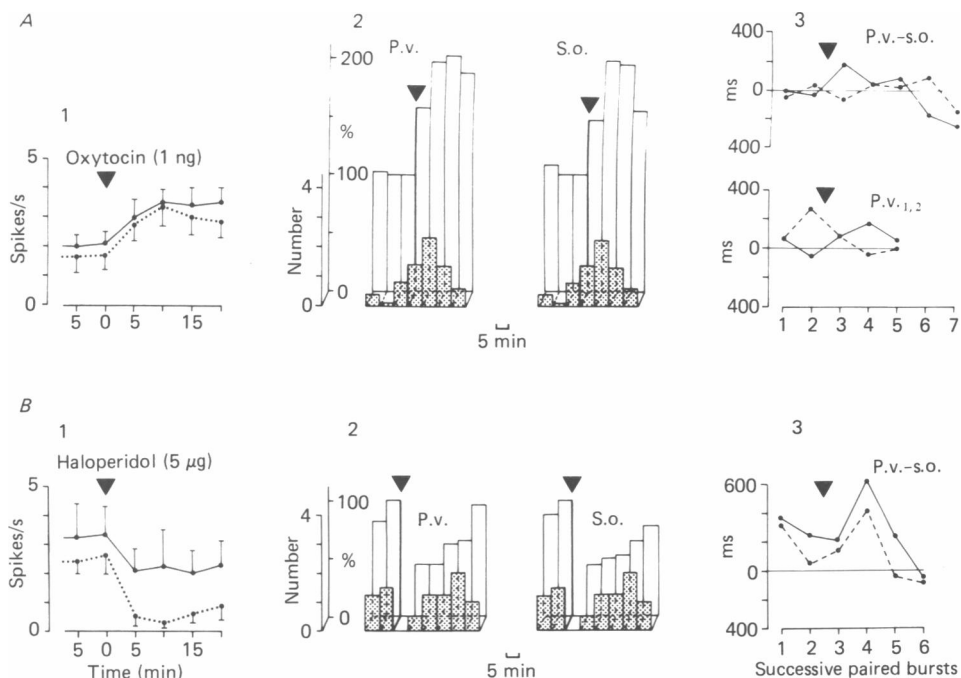 A
1
Oxytocin (1 ng)
5
Spikes/s
0
5 0 5 15
2
P.v.
S.o.
200
%
100
0
4
Number
0
5 min
3
P.v.-s.o.
400
ms
0
400
P.v.1,2
400
ms
0
400
1 2 3 4 5 6 7
B
1
Haloperidol (5 μg)
5
Spikes/s
0
5 0 5 15
Time (min)
2
P.v.
S.o.
100
%
0
4
Number
0
5 min
3
P.v.-s.o.
600
ms
0
400
1 2 3 4 5 6
Successive paired bursts